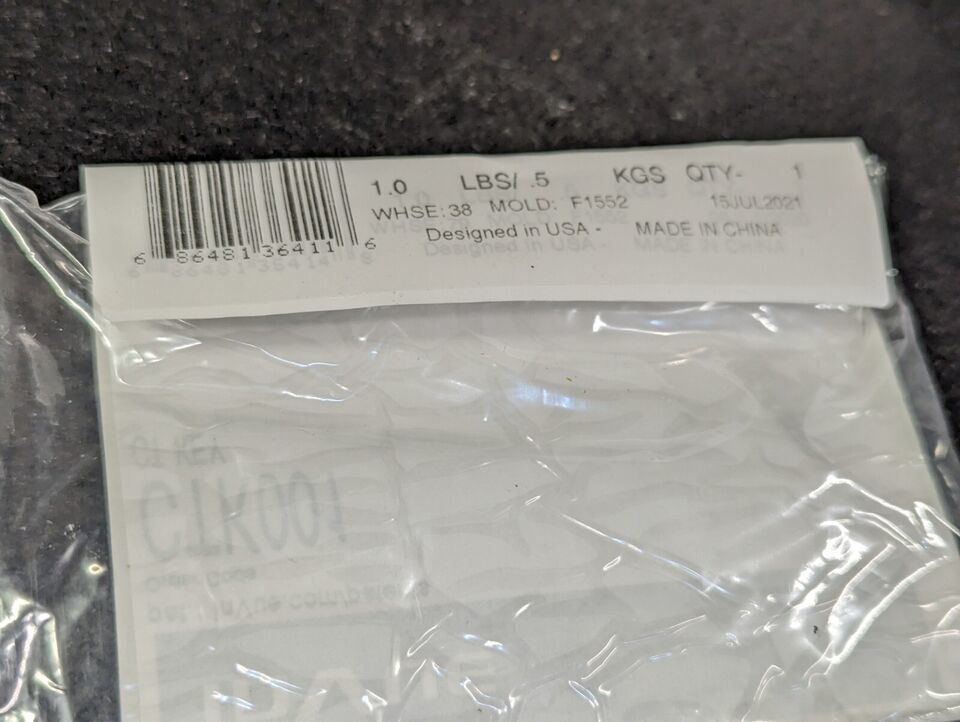 1.0 LBS/ .5 KGS QTY- 1
WHSE: 38 MOLD: F1552 15JUL2021
Designed in USA - MADE IN CHINA
6 86481 36411 6
CTK001